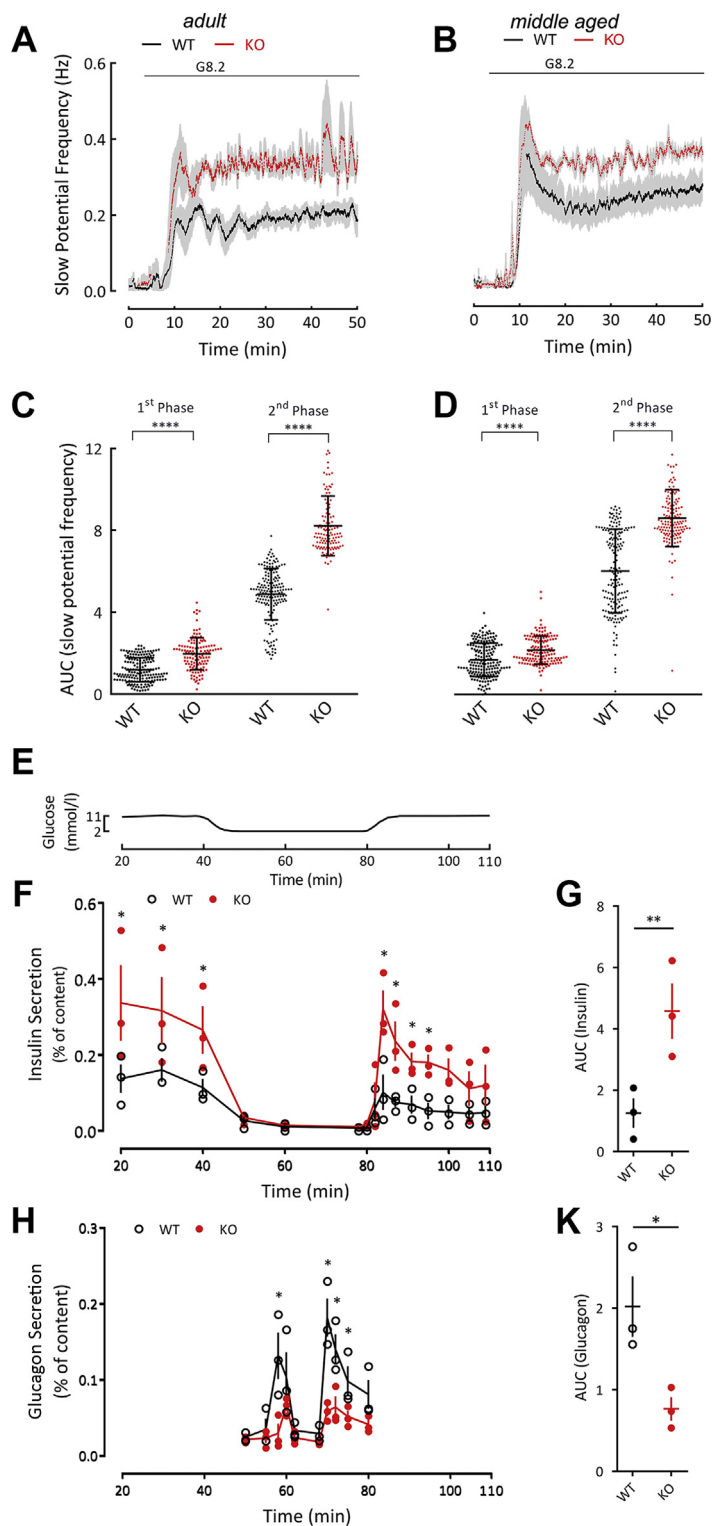 A
adult
WT KO
G8.2
Slow Potential Frequency (Hz)
0.6
0.4
0.2
0.0
0 10 20 30 40 50
Time (min)
B
middle aged
WT KO
G8.2
0 10 20 30 40 50
Time (min)
C
1st Phase
****
2nd Phase
****
AUC (slow potential frequency)
12
8
4
0
WT KO WT KO
D
1st Phase
****
2nd Phase
****
WT KO WT KO
E
Glucose
(mmol/l)
11
2
20 40 60 80 100 110
Time (min)
F
WT KO
Insulin Secretion
(% of content)
0.6
0.4
0.2
0.0
* * * * * * *
20 40 60 80 100 110
Time (min)
G
AUC (Insulin)
8
6
4
2
0
**
WT KO
H
WT KO
Glucagon Secretion
(% of content)
0.3
0.2
0.1
0.0
* * * *
20 40 60 80 100 110
Time (min)
K
AUC (Glucagon)
3
2
1
0
*
WT KO